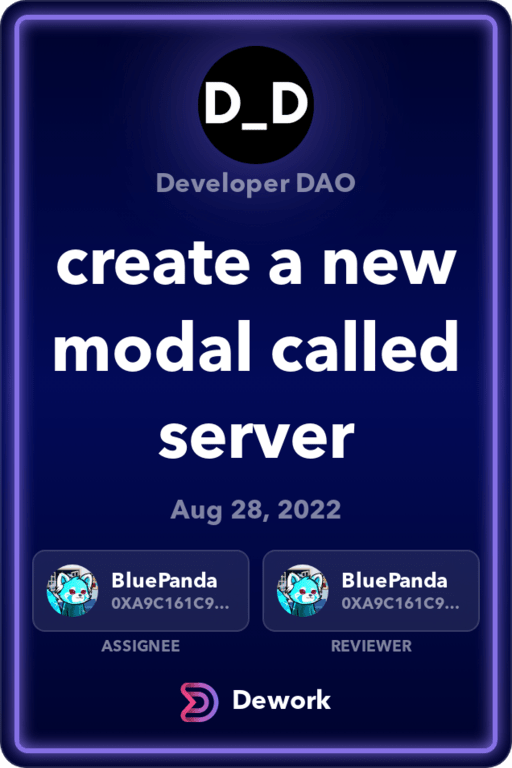 D_D
Developer DAO
create a new
modal called
server
Aug 28, 2022
BluePanda
0XA9C161C9...
ASSIGNEE
BluePanda
0XA9C161C9...
REVIEWER
Dework